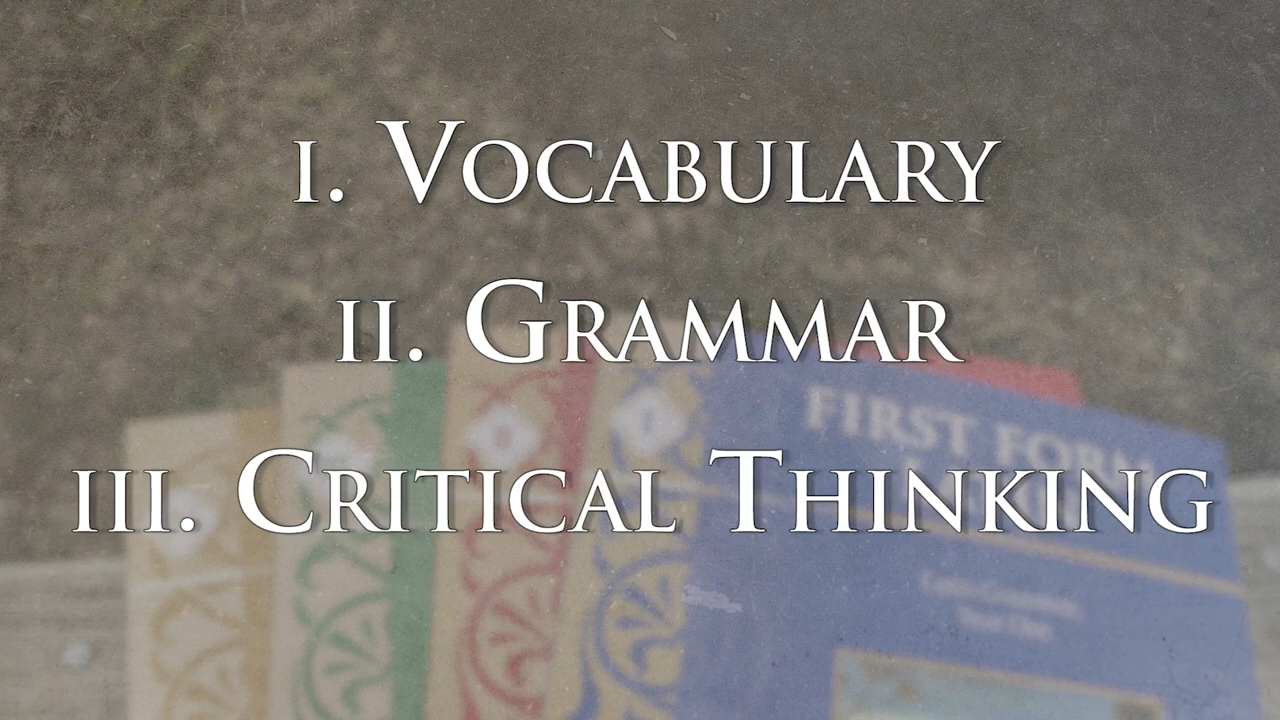 I. VOCABULARY
II. GRAMMAR
III. CRITICAL THINKING
FIRST FORM